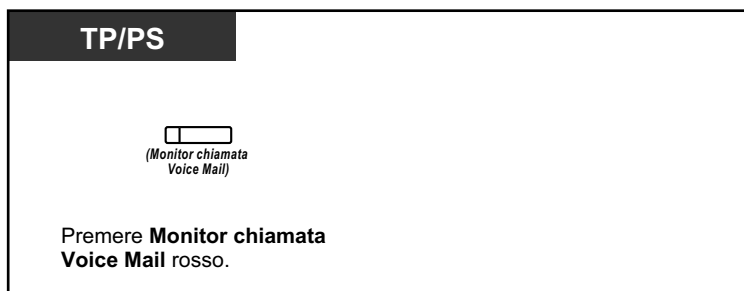 TP/PS
(Monitor chiamata
Voice Mail)
Premere Monitor chiamata
Voice Mail rosso.